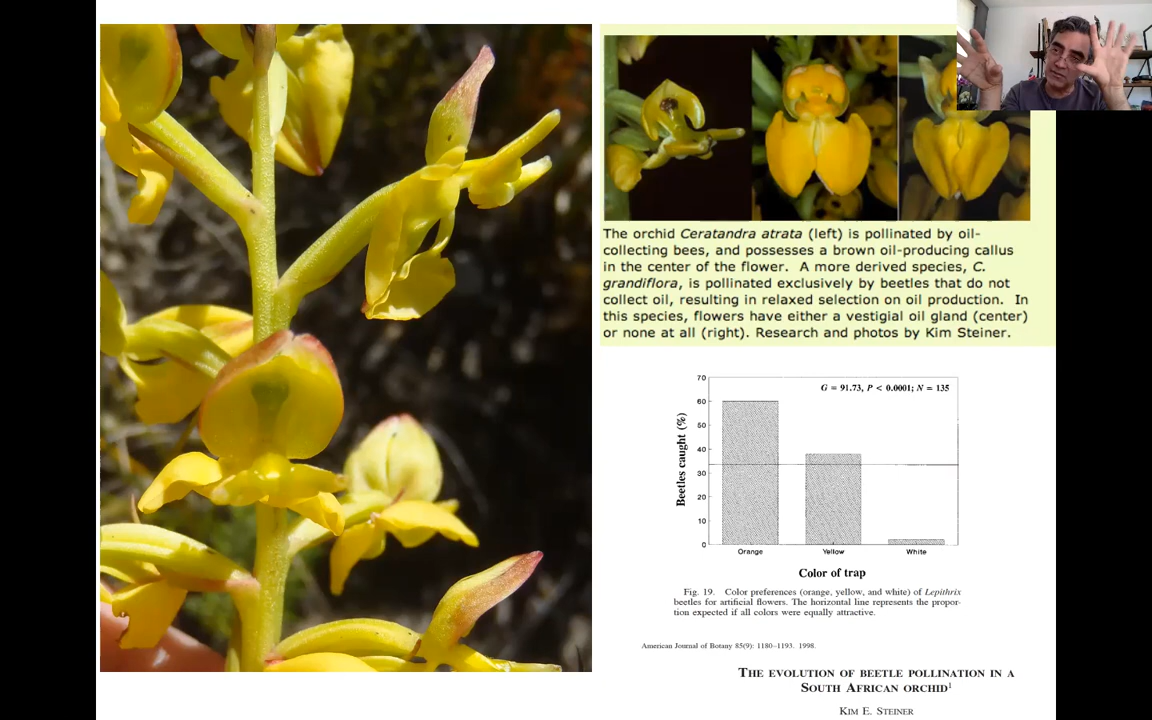 The orchid Ceratandra atrata (left) is pollinated by oil-
collecting bees, and possesses a brown oil-producing callus
in the center of the flower.  A more derived species, C.
grandiflora, is pollinated exclusively by beetles that do not
collect oil, resulting in relaxed selection on oil production.  In
this species, flowers have either a vestigial oil gland (center)
or none at all (right). Research and photos by Kim Steiner.
G = 91.73, P < 0.0001; N = 135
Beetles caught (%)
70
60
50
40
30
20
10
0
Orange Yellow White
Color of trap
Fig. 19. Color preferences (orange, yellow, and white) of Lepithrix
beetles for artificial flowers. The horizontal line represents the propor-
tion expected if all colors were equally attractive.
American Journal of Botany 85(9): 1180–1193. 1998.
THE EVOLUTION OF BEETLE POLLINATION IN A
SOUTH AFRICAN ORCHID¹
KIM E. STEINER